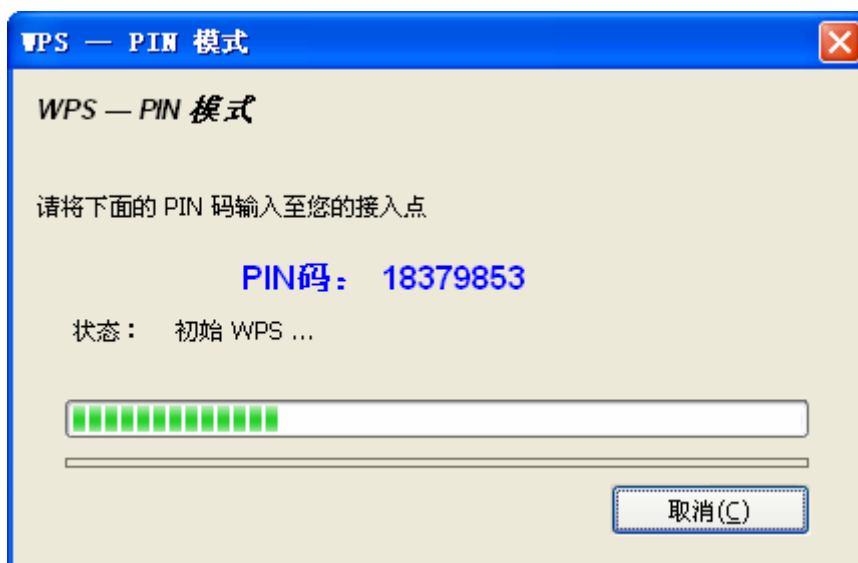 WPS — PIN 模式
WPS — PIN 模式
请将下面的 PIN 码输入至您的接入点
PIN码： 18379853
状态： 初始 WPS ...
取消(C)